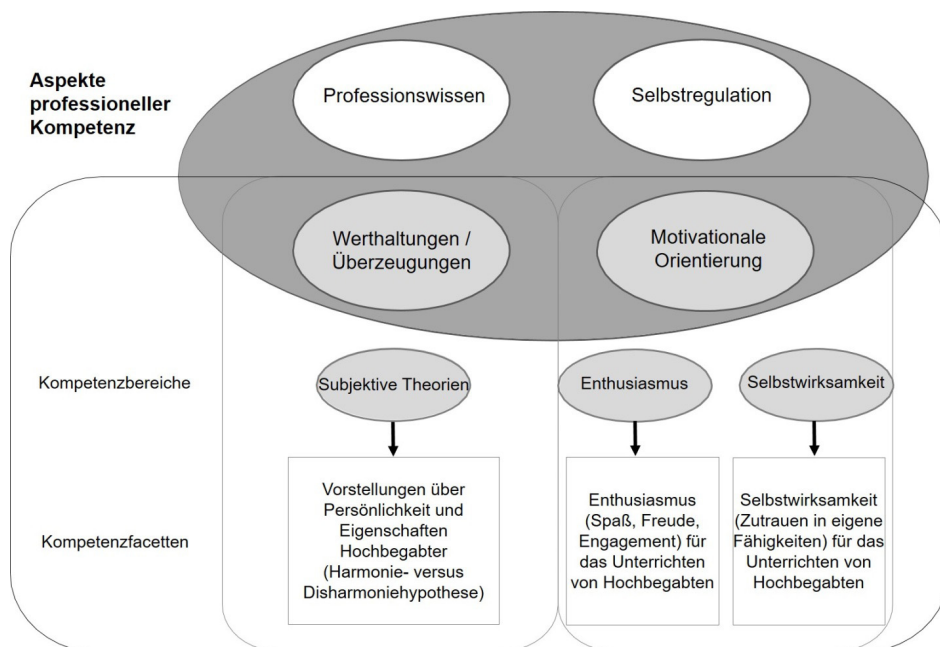 Aspekte
professioneller
Kompetenz
Professionswissen
Selbstregulation
Werthaltungen /
Überzeugungen
Motivationale
Orientierung
Kompetenzbereiche
Subjektive Theorien
Enthusiasmus
Selbstwirksamkeit
Kompetenzfacetten
Vorstellungen über
Persönlichkeit und
Eigenschaften
Hochbegabter
(Harmonie- versus
Disharmoniehypothese)
Enthusiasmus
(Spaß, Freude,
Engagement) für
das Unterrichten
von Hochbegabten
Selbstwirksamkeit
(Zutrauen in eigene
Fähigkeiten) für das
Unterrichten von
Hochbegabten